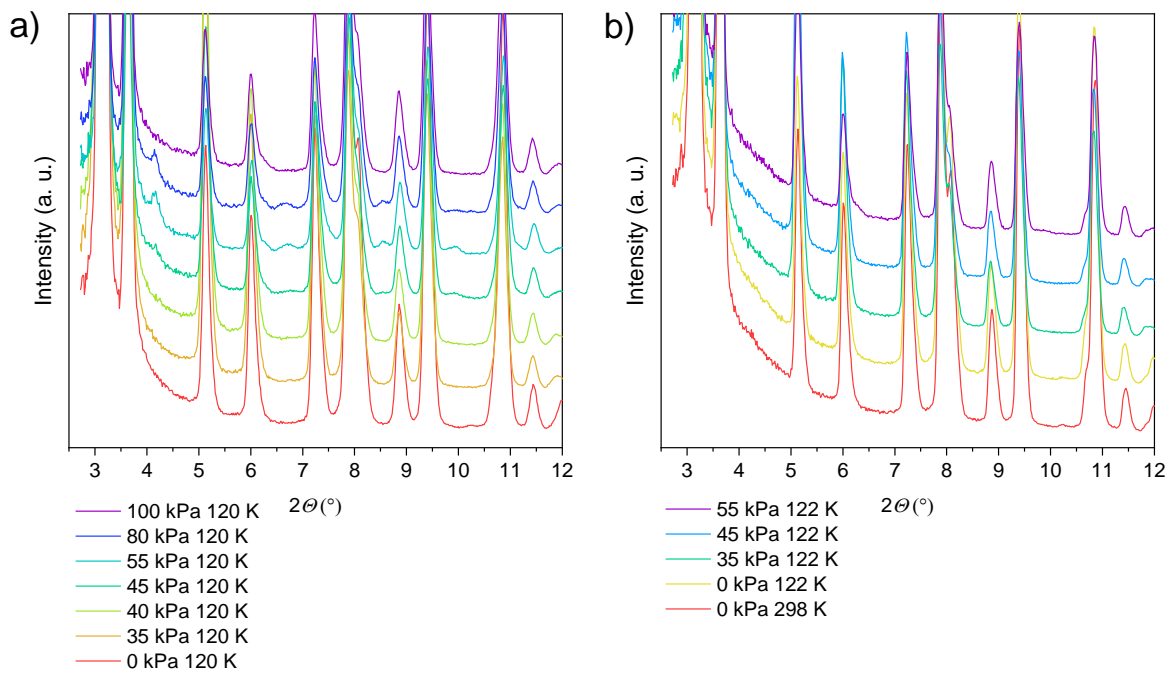 a)
Intensity (a. u.)
3 4 5 6 7 8 9 10 11 12
2Θ(°)
100 kPa 120 K
80 kPa 120 K
55 kPa 120 K
45 kPa 120 K
40 kPa 120 K
35 kPa 120 K
0 kPa 120 K
b)
Intensity (a. u.)
3 4 5 6 7 8 9 10 11 12
2Θ(°)
55 kPa 122 K
45 kPa 122 K
35 kPa 122 K
0 kPa 122 K
0 kPa 298 K